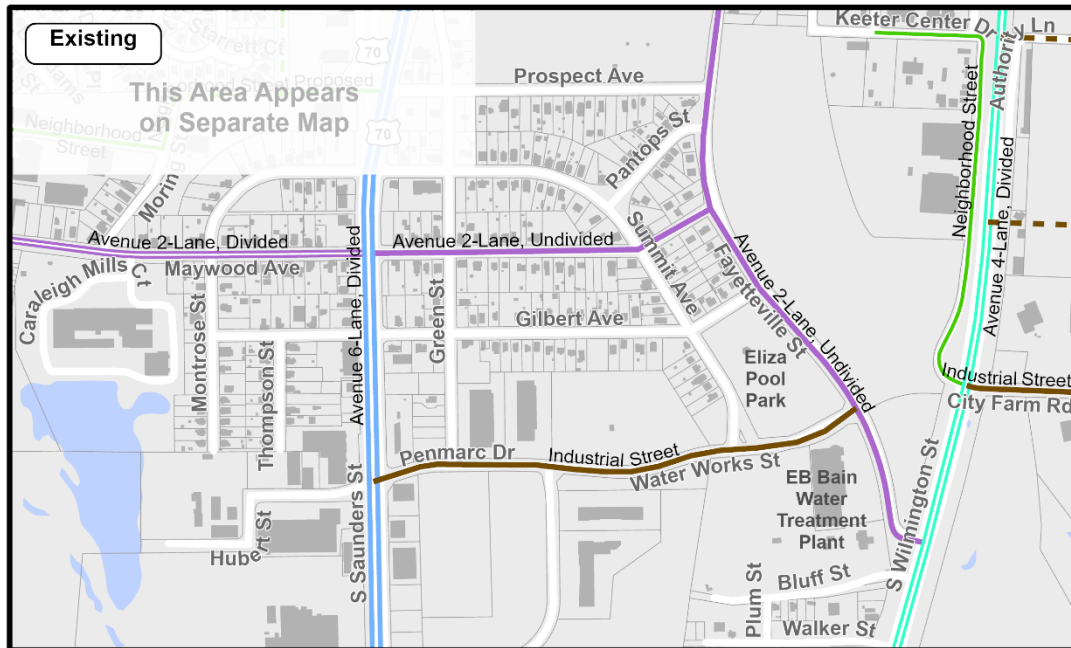 Existing
70
Keeter Center Dr
Authority
Starrett Ct
Proposed
Prospect Ave
This Area Appears
on Separate Map
70
Neighborhood
Street
Neighborhood Street
Pantops St
Avenue 4-Lane, Divided
Avenue 2-Lane, Divided
Avenue 2-Lane, Undivided
Summit Ave
Maywood Ave
Avenue 6-Lane, Divided
Avenue 2-Lane, Undivided
Fayetteville St
Caraleigh Mills Ct
Montrose St
Green St
Gilbert Ave
Thompson St
Eliza
Pool
Park
Industrial Street
City Farm Rd
Penmarc Dr
Industrial Street
Water Works St
EB Bain
Water
Treatment
Plant
Hubert St
S Saunders St
S Wilmington St
Bluff St
Plum St
Walker St